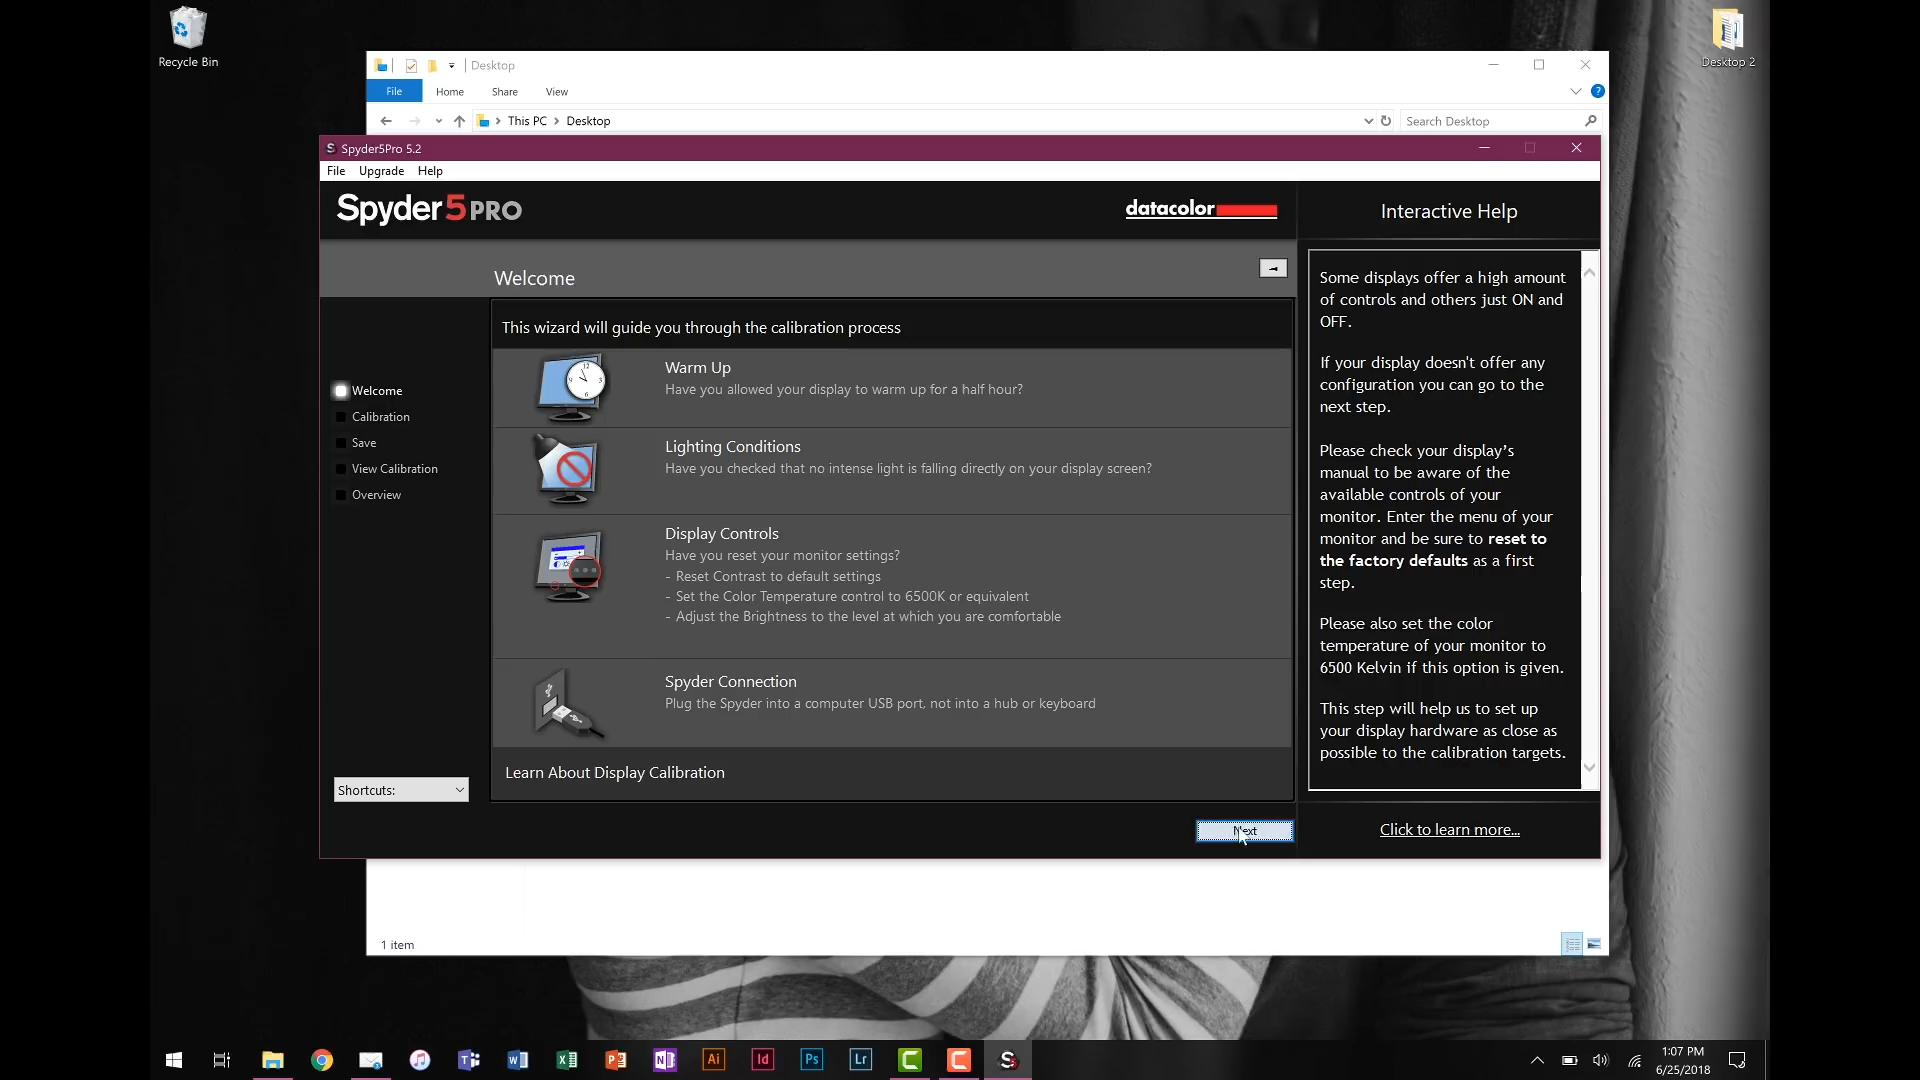 Recycle Bin
Desktop 2
Desktop
File Home Share View
This PC > Desktop
Search Desktop
Spyder5Pro 5.2
File Upgrade Help
Spyder5PRO
datacolor
Interactive Help
Welcome
This wizard will guide you through the calibration process
Warm Up
Have you allowed your display to warm up for a half hour?
Lighting Conditions
Have you checked that no intense light is falling directly on your display screen?
Display Controls
Have you reset your monitor settings?
- Reset Contrast to default settings
- Set the Color Temperature control to 6500K or equivalent
- Adjust the Brightness to the level at which you are comfortable
Spyder Connection
Plug the Spyder into a computer USB port, not into a hub or keyboard
Learn About Display Calibration
Welcome
Calibration
Save
View Calibration
Overview
Shortcuts:
Next
Some displays offer a high amount
of controls and others just ON and
OFF.
If your display doesn't offer any
configuration you can go to the
next step.
Please check your display's
manual to be aware of the
available controls of your
monitor. Enter the menu of your
monitor and be sure to reset to
the factory defaults as a first
step.
Please also set the color
temperature of your monitor to
6500 Kelvin if this option is given.
This step will help us to set up
your display hardware as close as
possible to the calibration targets.
Click to learn more...
1 item
Ai Id Ps Lr
1:07 PM
6/25/2018